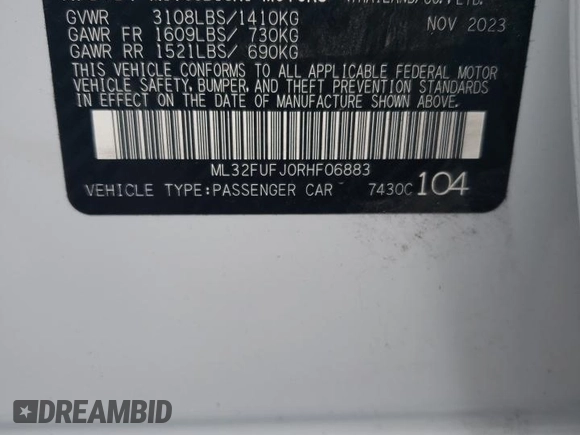 GVWR 3108LBS/1410KG NOV 2023
GAWR FR 1609LBS/ 730KG
GAWR RR 1521LBS/ 690KG
THIS VEHICLE CONFORMS TO ALL APPLICABLE FEDERAL MOTOR
VEHICLE SAFETY, BUMPER, AND THEFT PREVENTION STANDARDS
IN EFFECT ON THE DATE OF MANUFACTURE SHOWN ABOVE.
ML32FUFJ0RHF06883
VEHICLE TYPE:PASSENGER CAR 7430C 104
DREAMBID